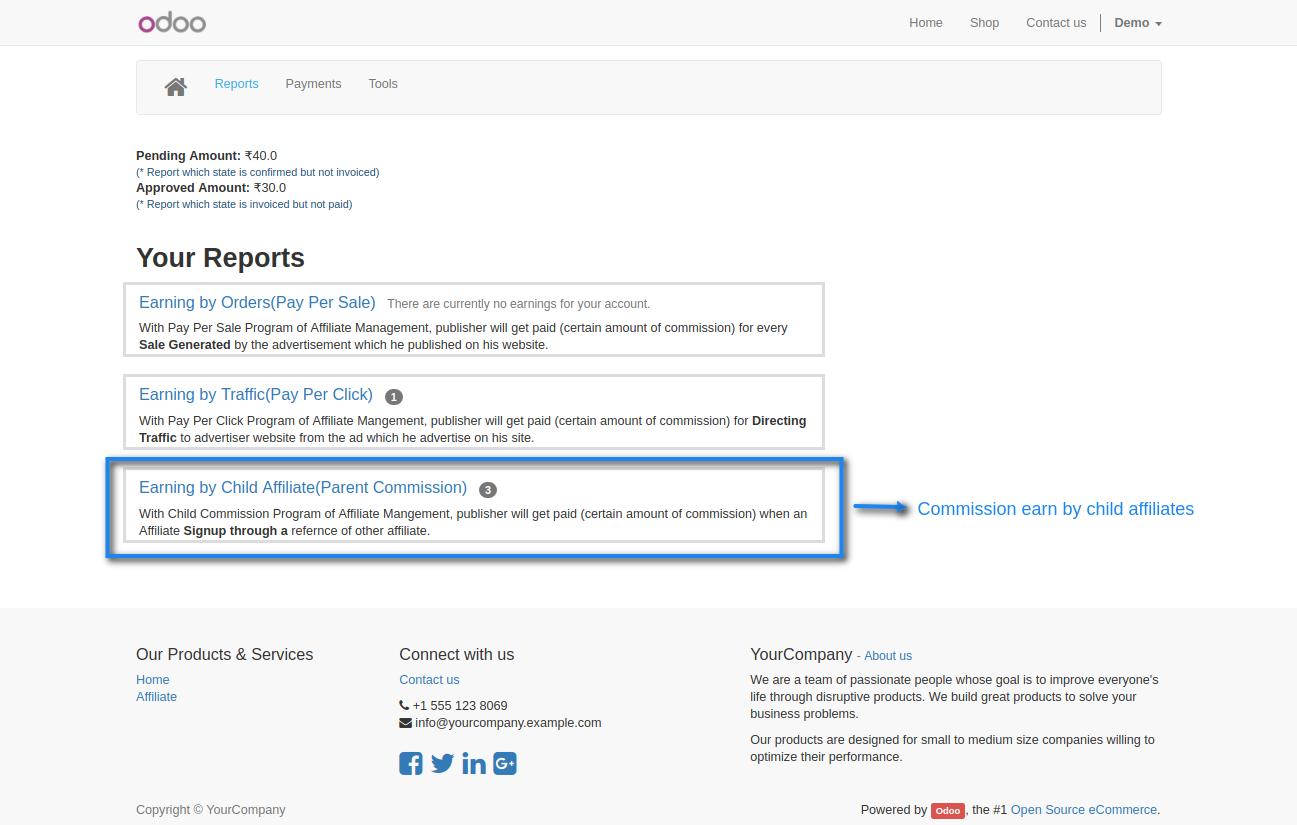 odoo
Home Shop Contact us Demo
Reports Payments Tools
Pending Amount: ₹40.0
(* Report which state is confirmed but not invoiced)
Approved Amount: ₹30.0
(* Report which state is invoiced but not paid)
Your Reports
Earning by Orders(Pay Per Sale) There are currently no earnings for your account.
With Pay Per Sale Program of Affiliate Management, publisher will get paid (certain amount of commission) for every
Sale Generated by the advertisement which he published on his website.
Earning by Traffic(Pay Per Click) 1
With Pay Per Click Program of Affiliate Mangement, publisher will get paid (certain amount of commission) for Directing
Traffic to advertiser website from the ad which he advertise on his site.
Earning by Child Affiliate(Parent Commission) 3
With Child Commission Program of Affiliate Mangement, publisher will get paid (certain amount of commission) when an
Affiliate Signup through a refernce of other affiliate.
Commission earn by child affiliates
Our Products & Services
Home
Affiliate
Connect with us
Contact us
+1 555 123 8069
info@yourcompany.example.com
YourCompany - About us
We are a team of passionate people whose goal is to improve everyone's
life through disruptive products. We build great products to solve your
business problems.
Our products are designed for small to medium size companies willing to
optimize their performance.
Copyright © YourCompany
Powered by Odoo, the #1 Open Source eCommerce.